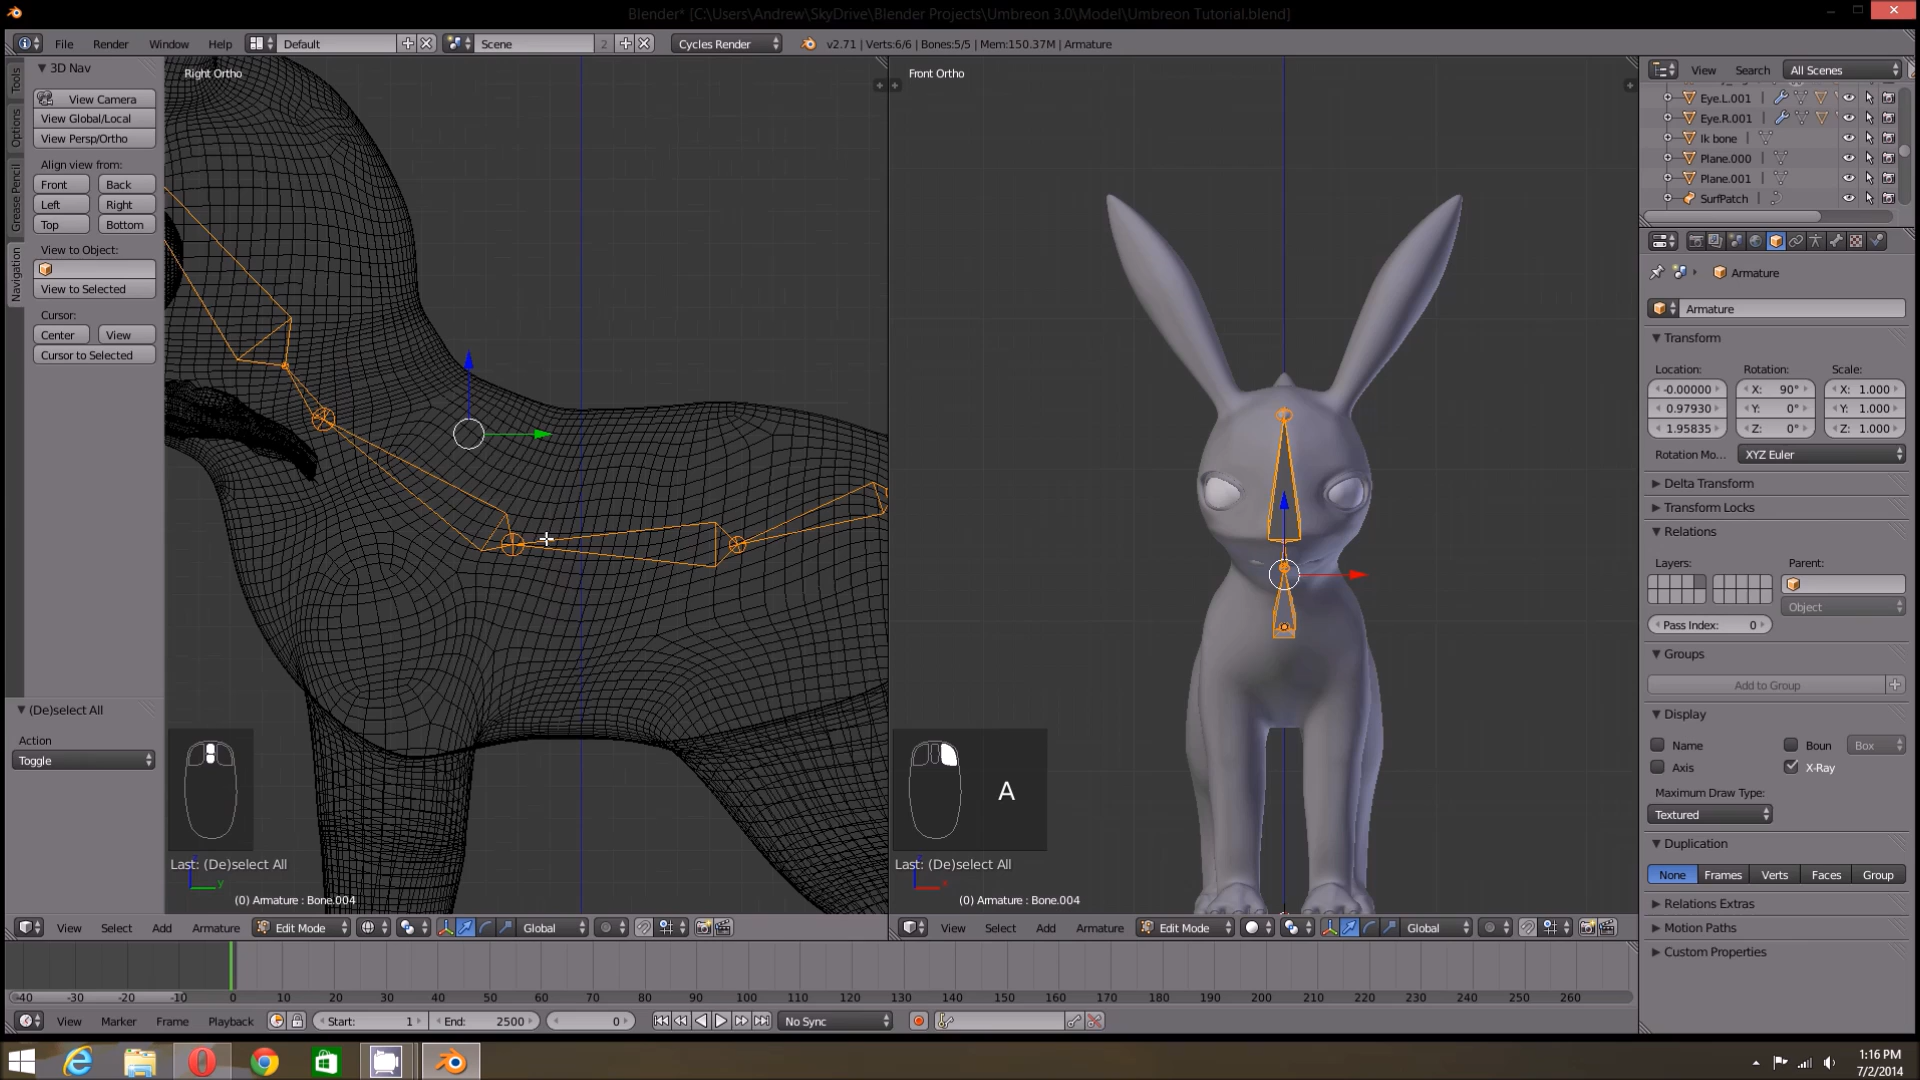 Blender* [C:\Users\Andrew\SkyDrive\Blender Projects\Umbreon 3.0\Model\Umbreon Tutorial.blend]
File Render Window Help Default Scene 2 Cycles Render v2.71 | Verts:6/6 | Bones:5/5 | Mem:150.37M | Armature
Tools
Options
Grease Pencil
Navigation
3D Nav
View Camera
View Global/Local
View Persp/Ortho
Align view from:
Front Back
Left Right
Top Bottom
View to Object:
View to Selected
Cursor:
Center View
Cursor to Selected
(De)select All
Action
Toggle
Right Ortho
Last: (De)select All
y
(0) Armature : Bone.004
View Select Add Armature Edit Mode Global
Front Ortho
A
Last: (De)select All
(0) Armature : Bone.004
View Select Add Armature Edit Mode Global
View Search All Scenes
Eye.L.001
Eye.R.001
Ik bone
Plane.000
Plane.001
SurfPatch
Armature
Armature
Transform
Location: Rotation: Scale:
-0.00000 X: 90° X: 1.000
0.97930 Y: 0° Y: 1.000
1.95835 Z: 0° Z: 1.000
Rotation Mo... XYZ Euler
Delta Transform
Transform Locks
Relations
Layers: Parent:
Object
Pass Index: 0
Groups
Add to Group
Display
Name Boun Box
Axis X-Ray
Maximum Draw Type:
Textured
Duplication
None Frames Verts Faces Group
Relations Extras
Motion Paths
Custom Properties
-40 -30 -20 -10 0 10 20 30 40 50 60 70 80 90 100 110 120 130 140 150 160 170 180 190 200 210 220 230 240 250 260
View Marker Frame Playback Start: 1 End: 2500 0 No Sync
1:16 PM
7/2/2014